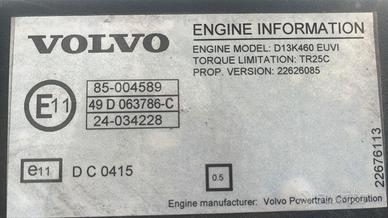 VOLVO
ENGINE INFORMATION
ENGINE MODEL: D13K460 EUVI
TORQUE LIMITATION: TR25C
PROP. VERSION: 22626085
E11
85-004589
49 D 063786-C
24-034228
e11 D C 0415
0.5
22676113
Engine manufacturer: Volvo Powertrain Corporation